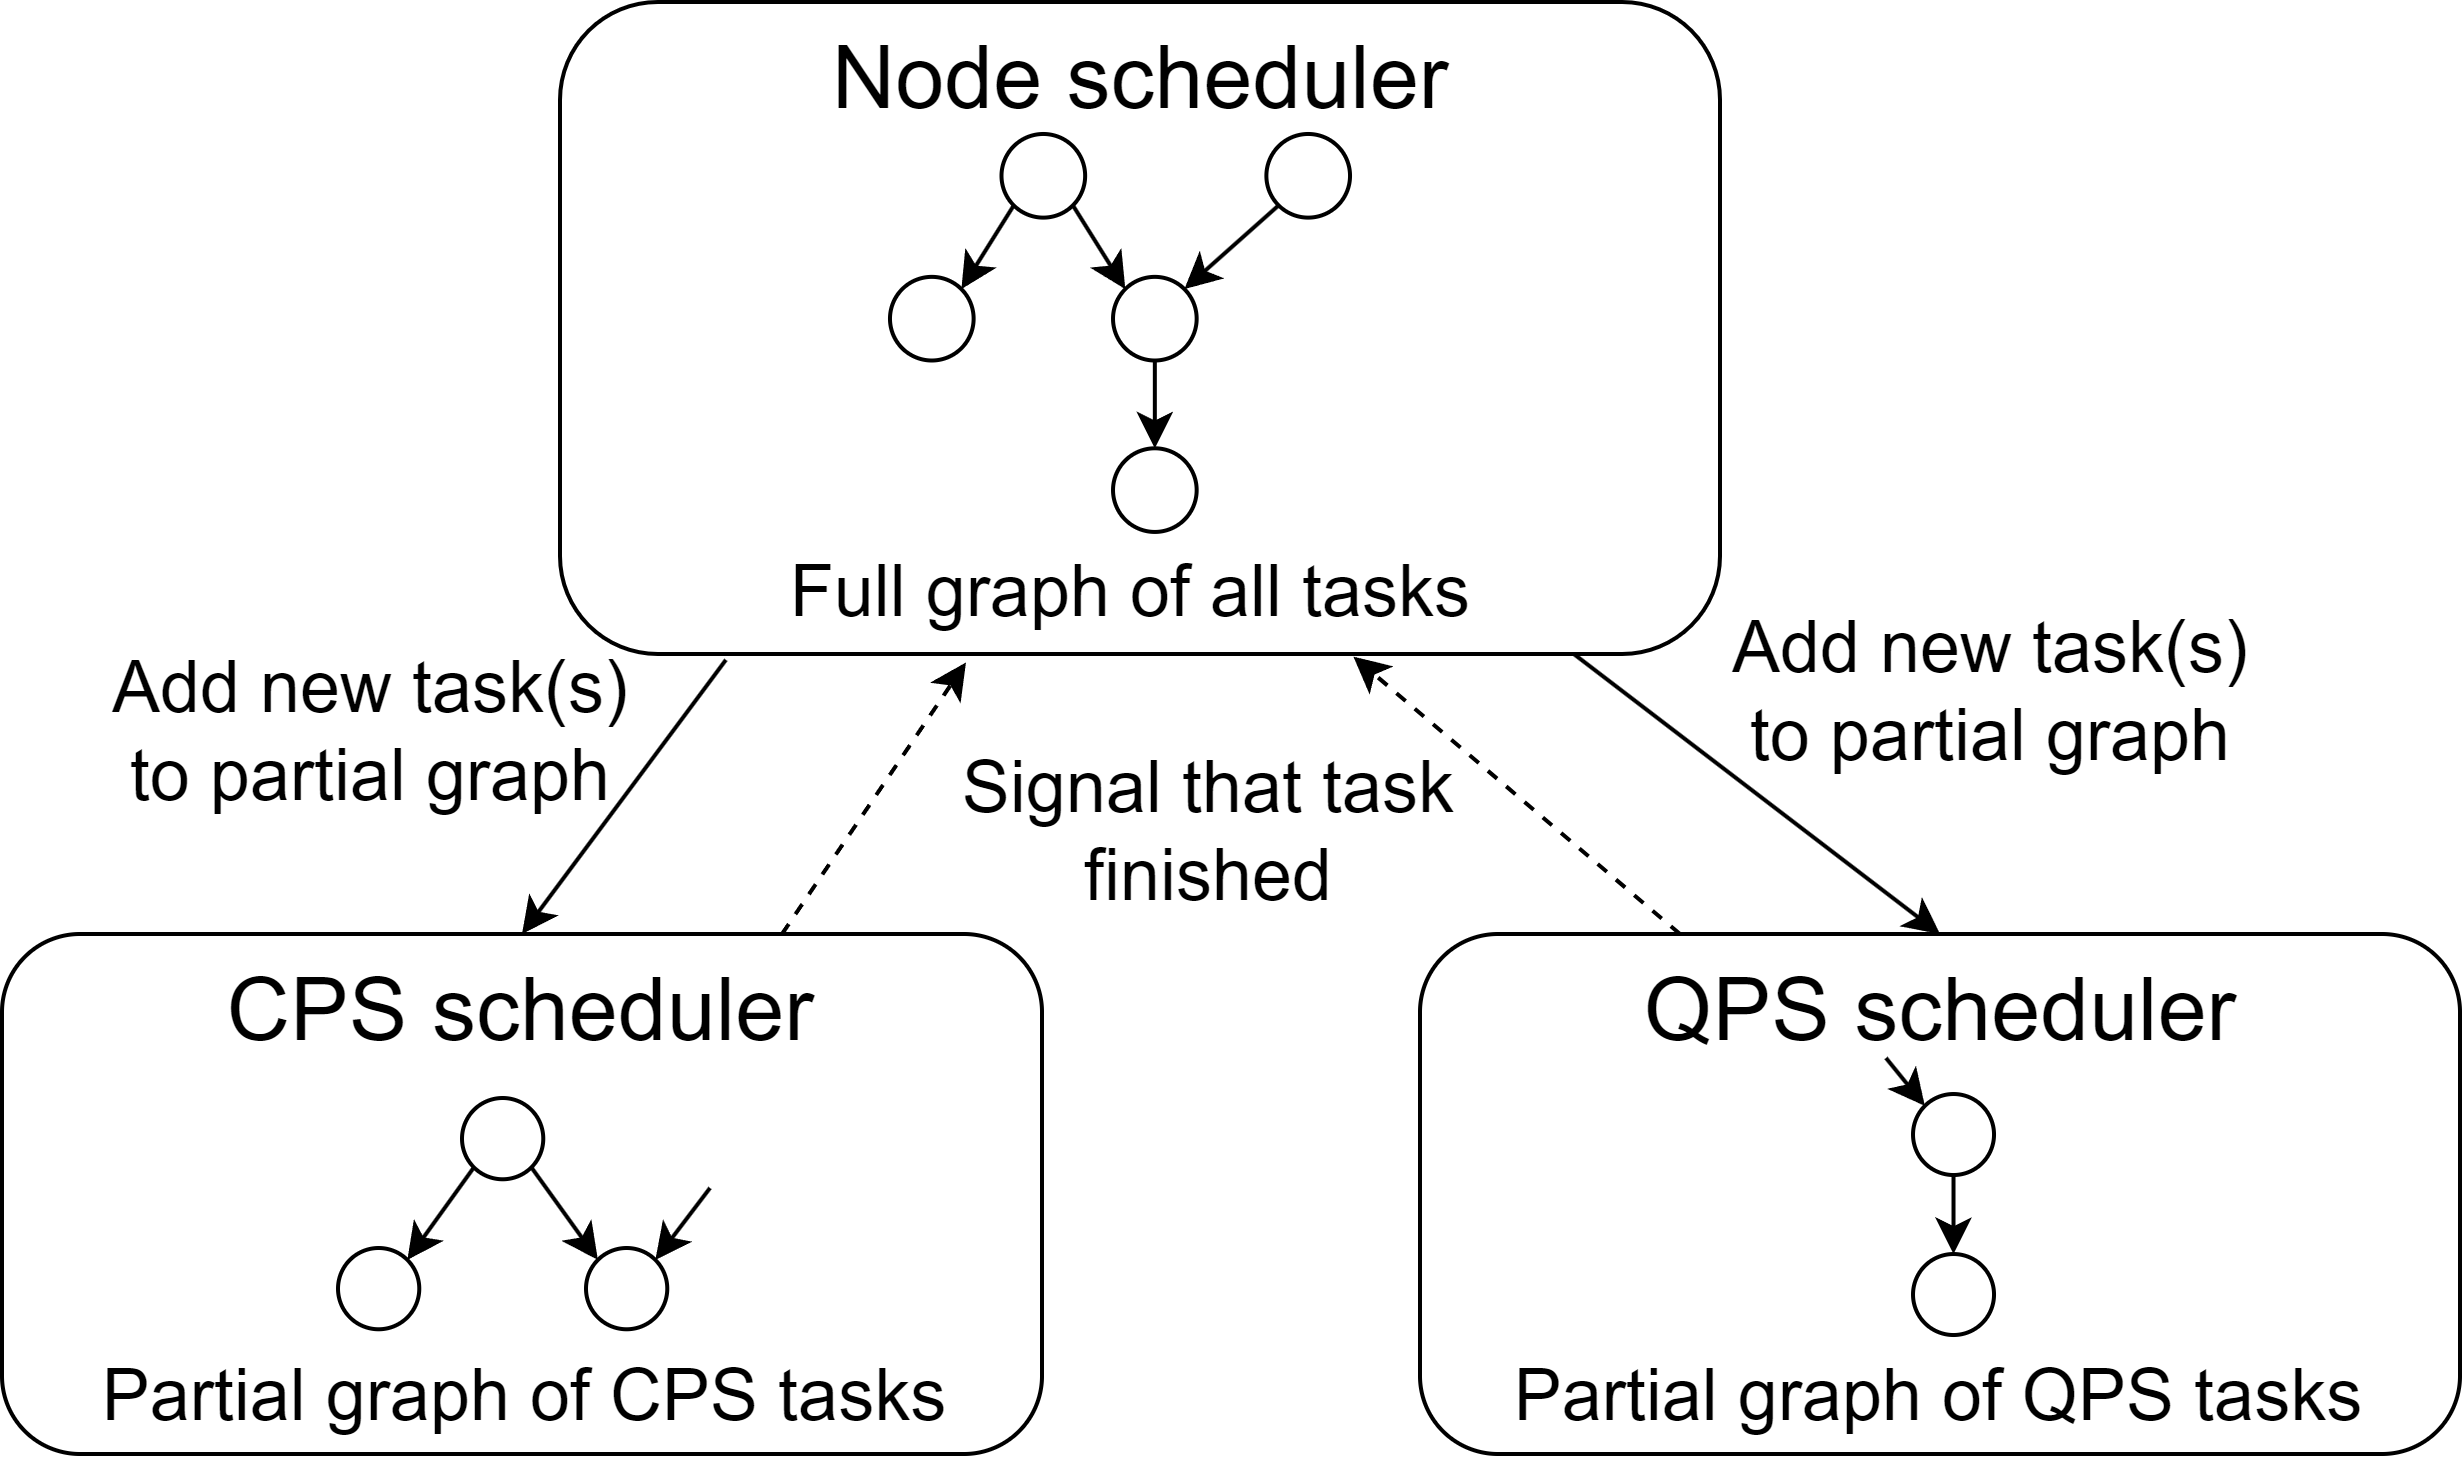 Node scheduler
Full graph of all tasks
Add new task(s)
to partial graph
Signal that task
finished
Add new task(s)
to partial graph
CPS scheduler
Partial graph of CPS tasks
QPS scheduler
Partial graph of QPS tasks